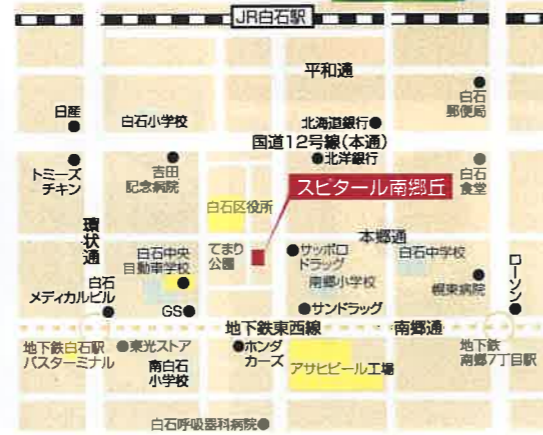 JR白石駅
平和通
日産
白石小学校
北海道銀行
白石
郵便局
国道12号線(本通)
北洋銀行
トミーズ
チキン
吉田
記念病院
白石
食堂
スピタール南郷丘
白石区役所
環状通
本郷通
白石中央
自動車学校
てまり
公園
サッポロ
ドラッグ
白石中学校
南郷小学校
ローソン
白石
メディカルビル
幌東病院
GS
サンドラッグ
地下鉄東西線
南郷通
地下鉄白石駅
バスターミナル
東光ストア
ホンダ
カーズ
地下鉄
南郷7丁目駅
南白石
小学校
アサヒビール工場
白石呼吸器科病院